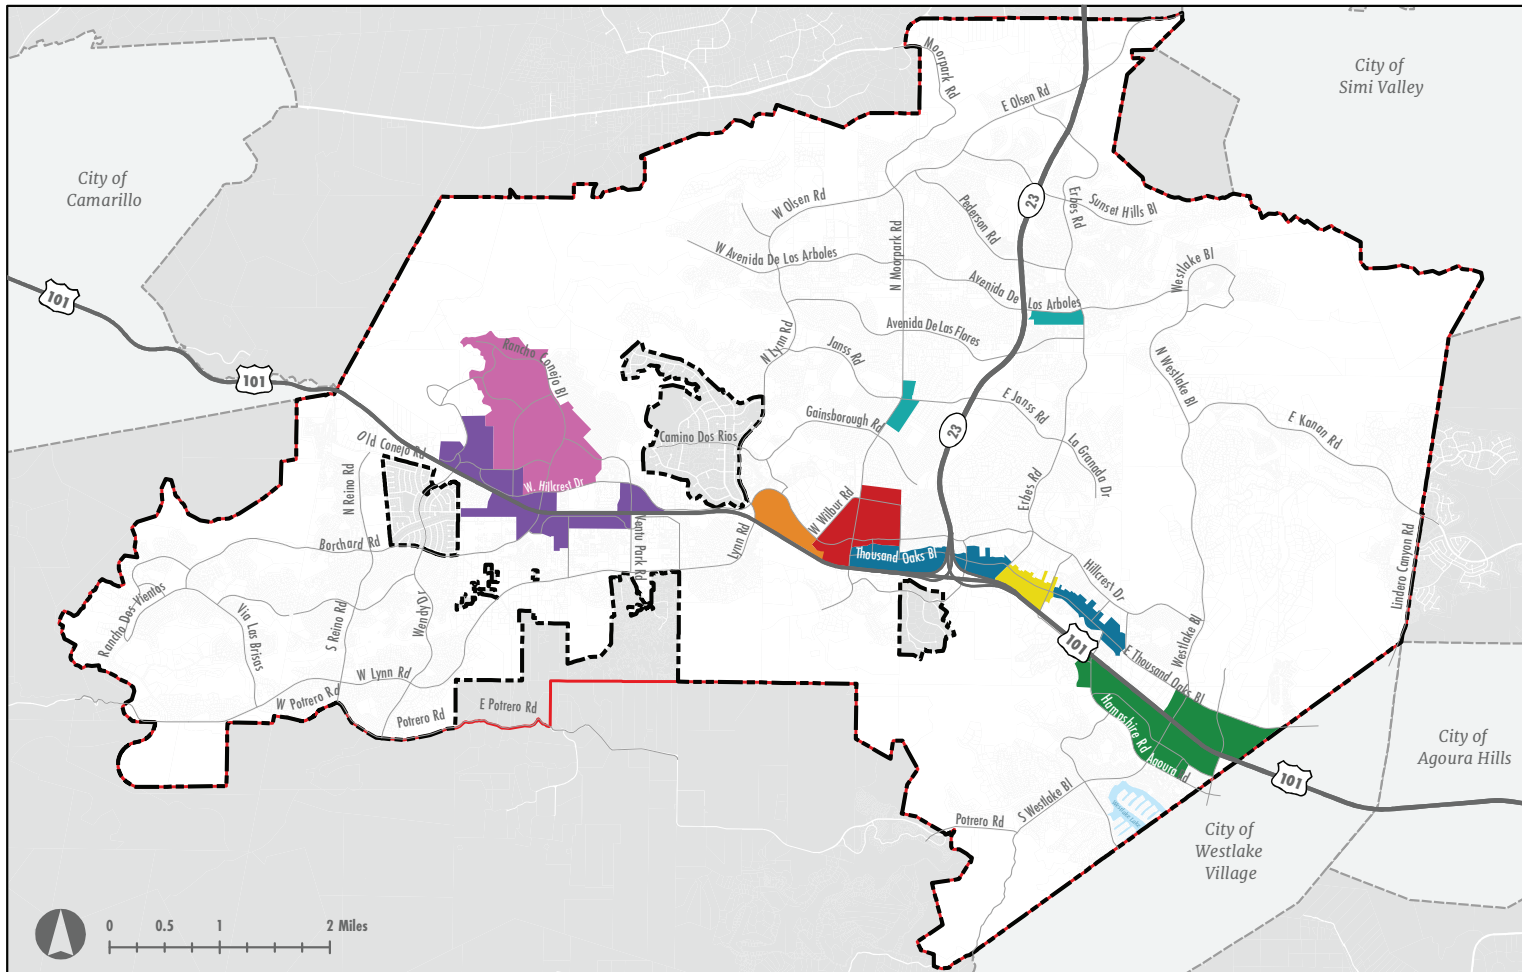 Moorpark Rd
E Olsen Rd
City of
Simi Valley
City of
Camarillo
23
Erbes Rd
Sunset Hills Bl
W Olsen Rd
Pederson Rd
N Moorpark Rd
W Avenida De Los Arboles
Westlake Bl
Avenida De Los Arboles
101
Avenida De Las Flores
N Lynn Rd
Janss Rd
Rancho Conejo Bl
N Westlake Bl
101
E Janss Rd
E Kanan Rd
Gainsborough Rd
23
Camino Dos Rios
Old Conejo Rd
La Granada Dr
N Reino Rd
W. Hillcrest Dr
Erbes Rd
W Wilbur Rd
Ventu Park Rd
Lynn Rd
Borchard Rd
Thousand Oaks Bl
Lindero Canyon Rd
Hillcrest Dr
Rancho Dos Vientos
Via Las Brisas
S Reino Rd
Wendy Dr
101
Westlake Bl
E Thousand Oaks Bl
W Lynn Rd
W Potrero Rd
Potrero Rd
E Potrero Rd
Hampshire Rd
Agoura Rd
City of
Agoura Hills
101
S Westlake Bl
Westlake Lake
Potrero Rd
City of
Westlake
Village
0 0.5 1 2 Miles